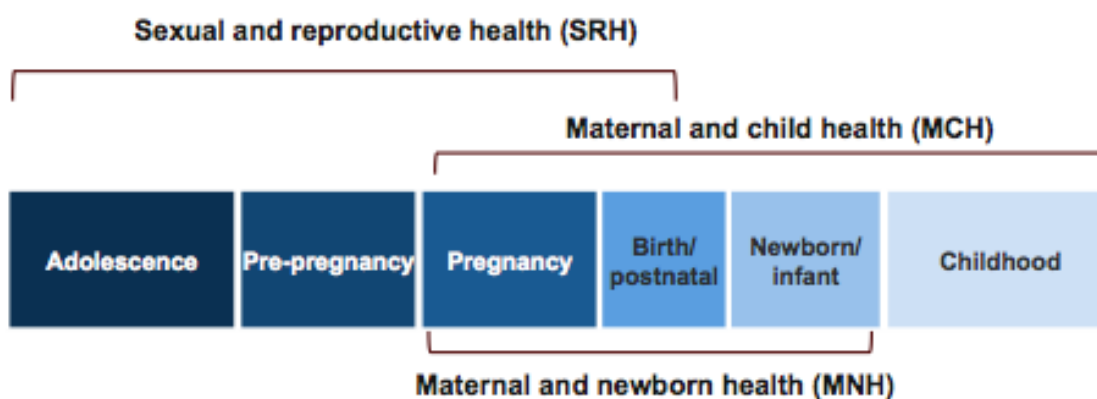 Sexual and reproductive health (SRH)
Maternal and child health (MCH)
Adolescence
Pre-pregnancy
Pregnancy
Birth/
postnatal
Newborn/
infant
Childhood
Maternal and newborn health (MNH)